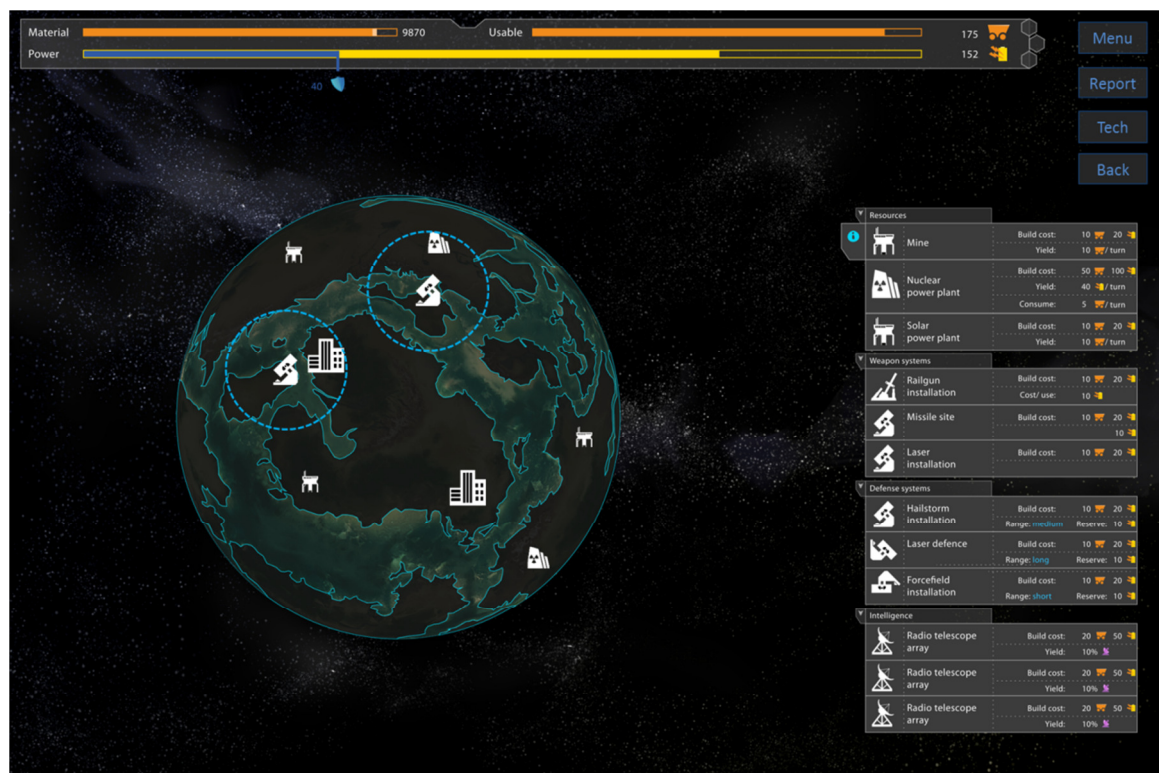 Material 9870 Usable 175
Power 152
40
Menu
Report
Tech
Back
Resources
Mine Build cost: 10 20
Yield: 10 / turn
Nuclear power plant Build cost: 50 100
Yield: 40 / turn
Consume: 5 / turn
Solar power plant Build cost: 10 20
Yield: 10 / turn
Weapon systems
Railgun installation Build cost: 10 20
Cost/ use: 10
Missile site Build cost: 10 20
10
Laser installation Build cost: 10 20
Defense systems
Hailstorm installation Build cost: 10 20
Range: medium Reserve: 10
Laser defence Build cost: 10 20
Range: long Reserve: 10
Forcefield installation Build cost: 10 20
Range: short Reserve: 10
Intelligence
Radio telescope array Build cost: 20 50
Yield: 10%
Radio telescope array Build cost: 20 50
Yield: 10%
Radio telescope array Build cost: 20 50
Yield: 10%